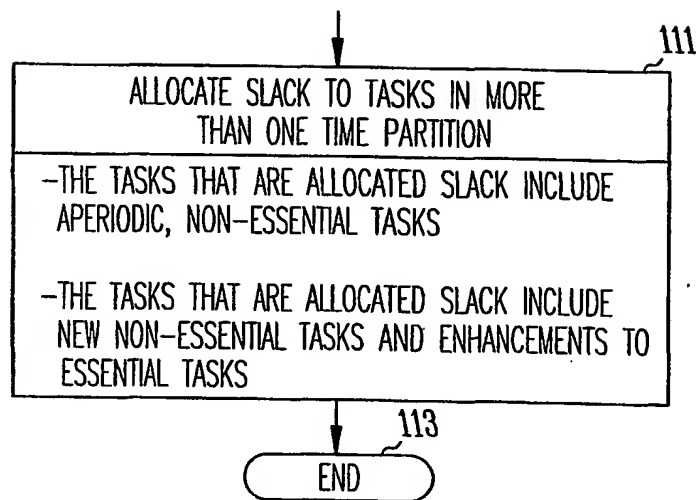 111
ALLOCATE SLACK TO TASKS IN MORE
THAN ONE TIME PARTITION
-THE TASKS THAT ARE ALLOCATED SLACK INCLUDE
APERIODIC, NON-ESSENTIAL TASKS
-THE TASKS THAT ARE ALLOCATED SLACK INCLUDE
NEW NON-ESSENTIAL TASKS AND ENHANCEMENTS TO
ESSENTIAL TASKS
113
END